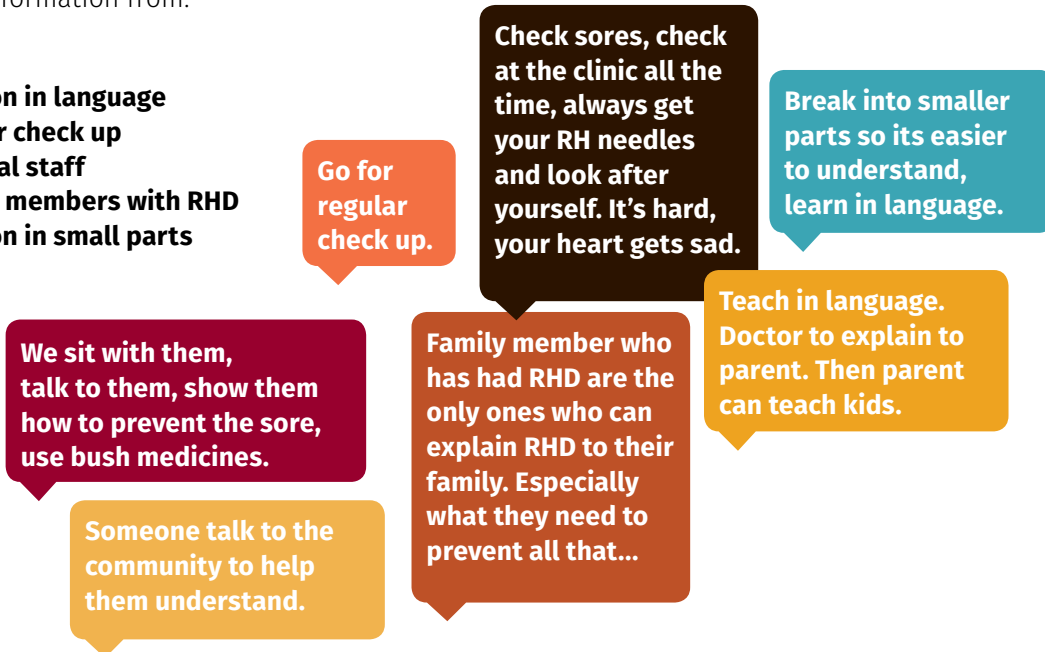 formation from:
on in language
r check up
al staff
members with RHD
on in small parts
Go for
regular
check up.
Check sores, check
at the clinic all the
time, always get
your RH needles
and look after
yourself. It's hard,
your heart gets sad.
Break into smaller
parts so its easier
to understand,
learn in language.
Teach in language.
Doctor to explain to
parent. Then parent
can teach kids.
We sit with them,
talk to them, show them
how to prevent the sore,
use bush medicines.
Family member who
has had RHD are the
only ones who can
explain RHD to their
family. Especially
what they need to
prevent all that...
Someone talk to the
community to help
them understand.